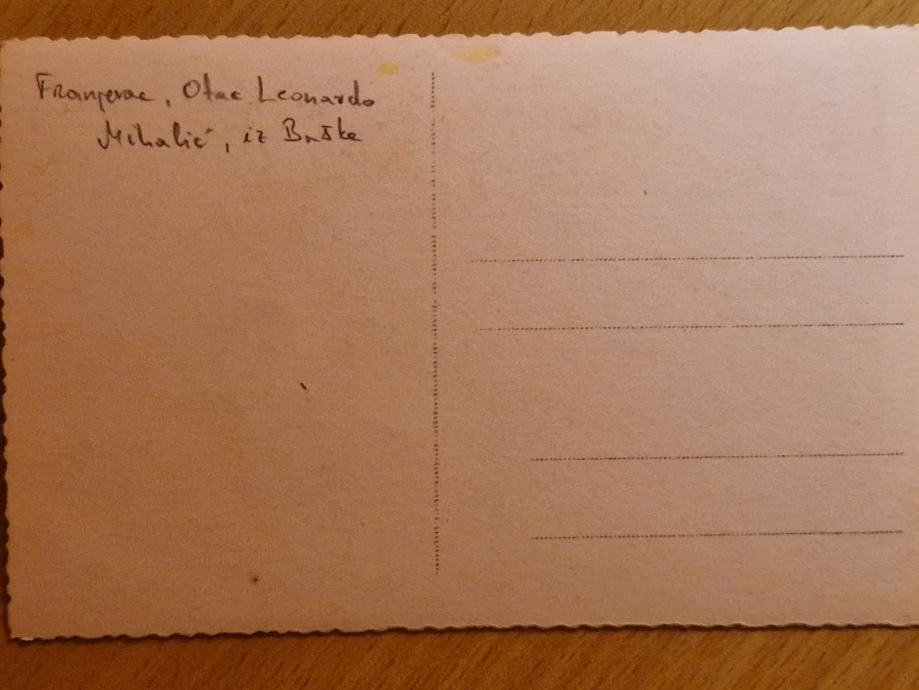 Franjevac, Otac Leonardo
Mihalić, iz Baške